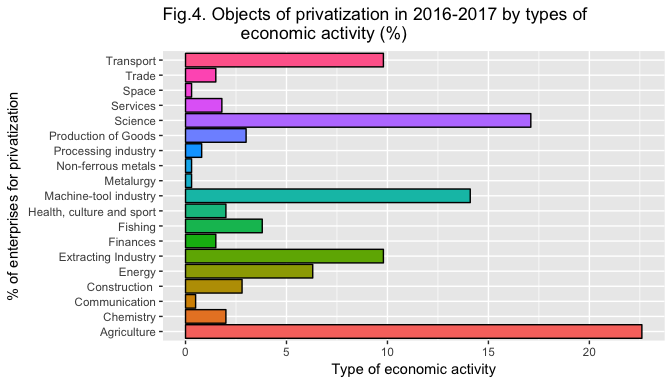 Fig.4. Objects of privatization in 2016-2017 by types of
economic activity (%)
% of enterprises for privatization
Transport
Trade
Space
Services
Science
Production of Goods
Processing industry
Non-ferrous metals
Metalurgy
Machine-tool industry
Health, culture and sport
Fishing
Finances
Extracting Industry
Energy
Construction
Communication
Chemistry
Agriculture
0 5 10 15 20
Type of economic activity